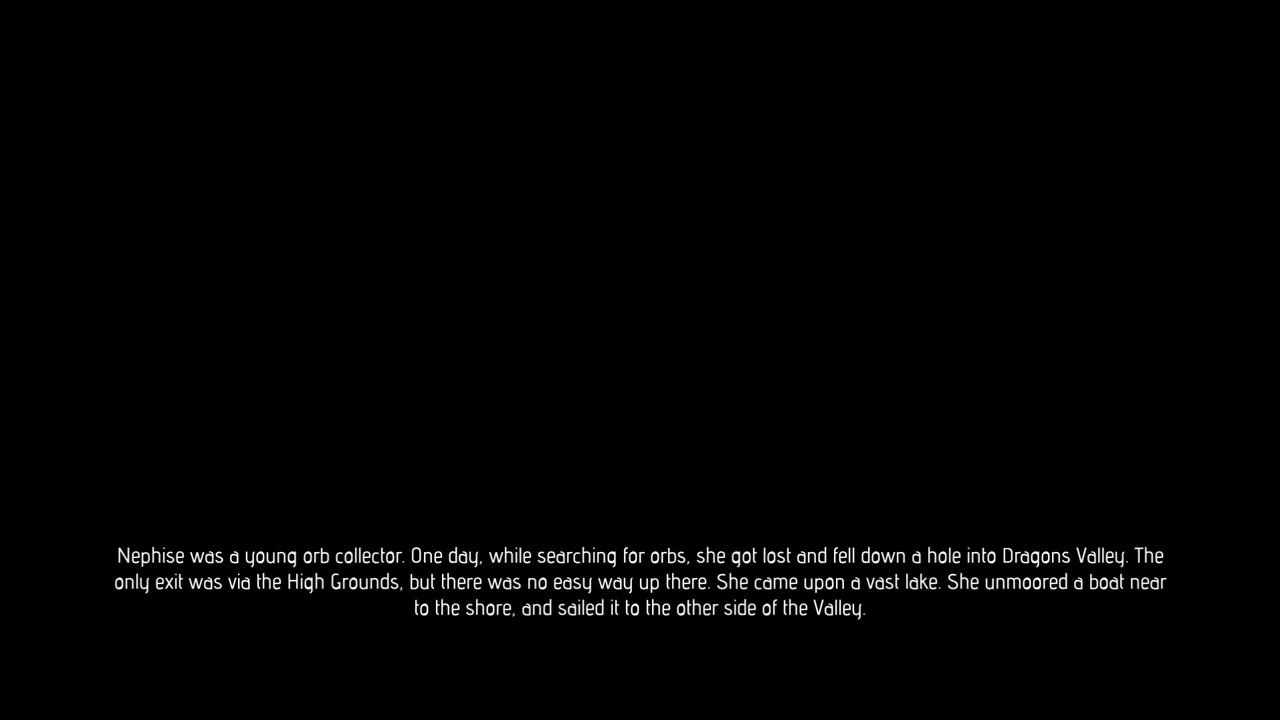 Nephise was a young orb collector. One day, while searching for orbs, she got lost and fell down a hole into Dragons Valley. The
only exit was via the High Grounds, but there was no easy way up there. She came upon a vast lake. She unmoored a boat near
to the shore, and sailed it to the other side of the Valley.